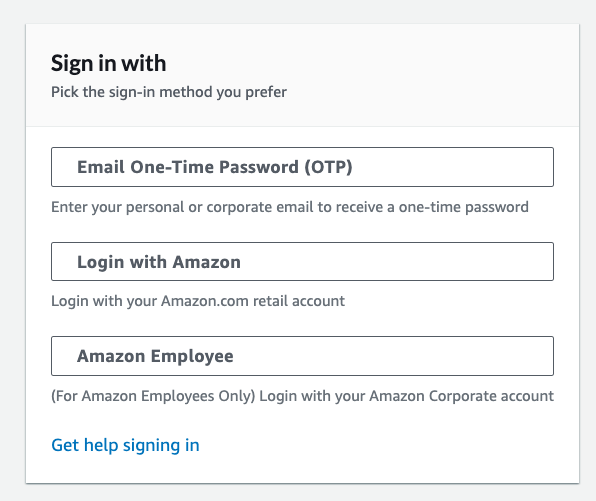 Sign in with
Pick the sign-in method you prefer
Email One-Time Password (OTP)
Enter your personal or corporate email to receive a one-time password
Login with Amazon
Login with your Amazon.com retail account
Amazon Employee
(For Amazon Employees Only) Login with your Amazon Corporate account
Get help signing in